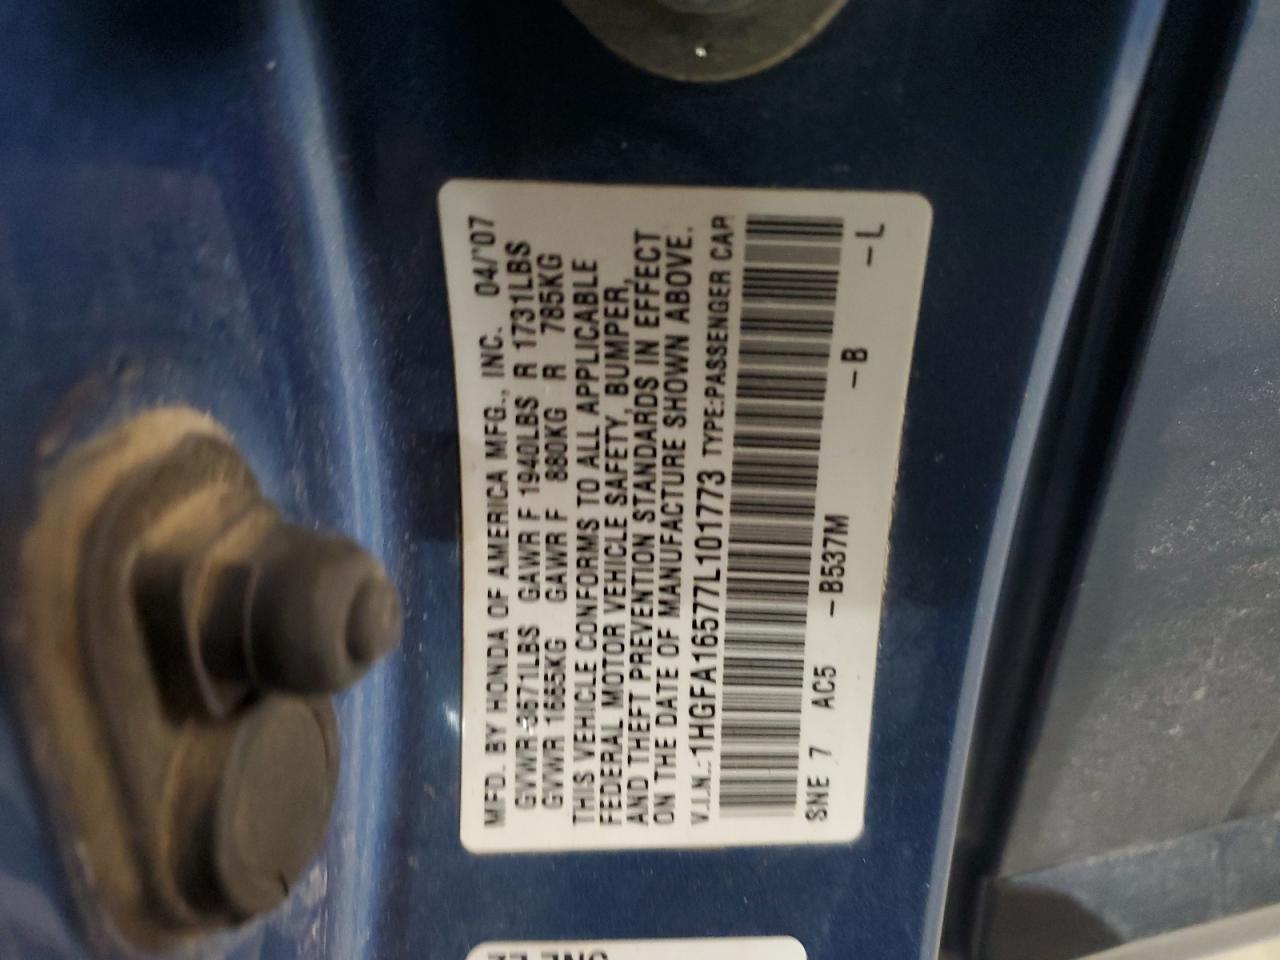 MFD. BY HONDA OF AMERICA MFG., INC. 04/'07
GVWR 3671LBS GAWR F 1940LBS R 1731LBS
GVWR 1665KG GAWR F 880KG R 785KG
THIS VEHICLE CONFORMS TO ALL APPLICABLE
FEDERAL MOTOR VEHICLE SAFETY, BUMPER,
AND THEFT PREVENTION STANDARDS IN EFFECT
ON THE DATE OF MANUFACTURE SHOWN ABOVE.
V.I.N.:1HGFA16577L101773 TYPE:PASSENGER CAR
SNE 7 AC5 -B537M -B -L